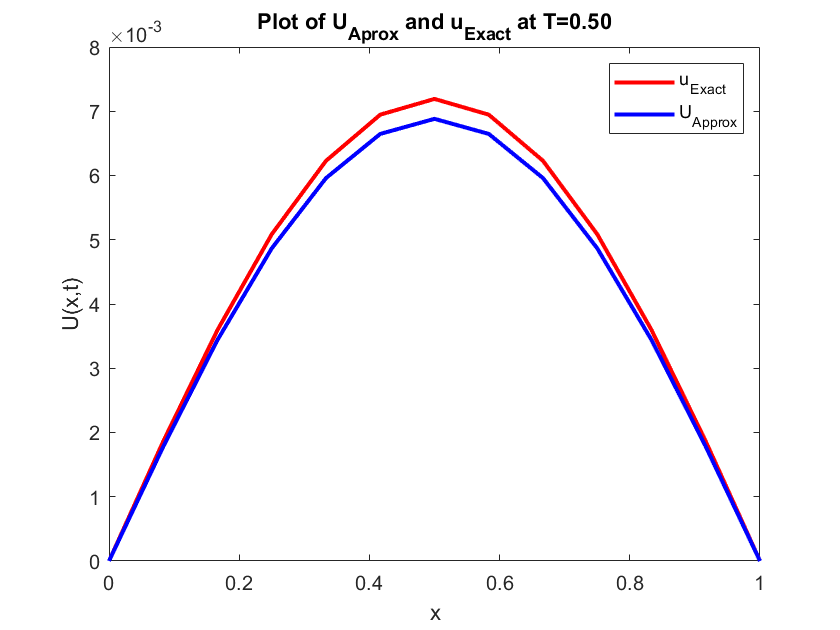 Plot of U_Aprox and u_Exact at T=0.50
×10^-3
u_Exact
U_Approx
8
7
6
5
4
3
2
1
0
U(x,t)
0 0.2 0.4 0.6 0.8 1
x